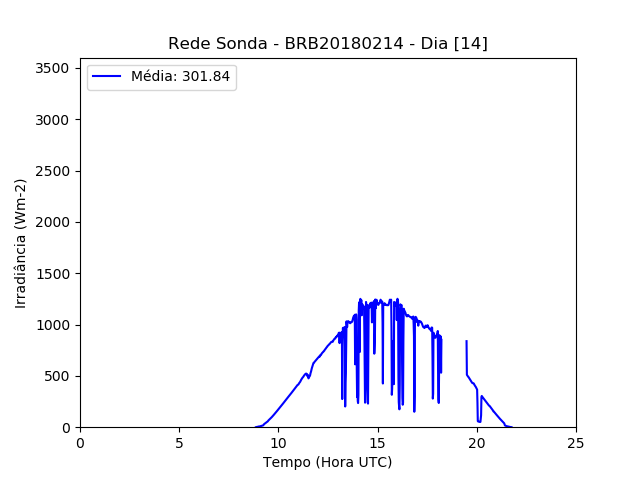 Rede Sonda - BRB20180214 - Dia [14]
Média: 301.84
3500
3000
2500
2000
1500
1000
500
0
Irradiância (Wm-2)
0 5 10 15 20 25
Tempo (Hora UTC)